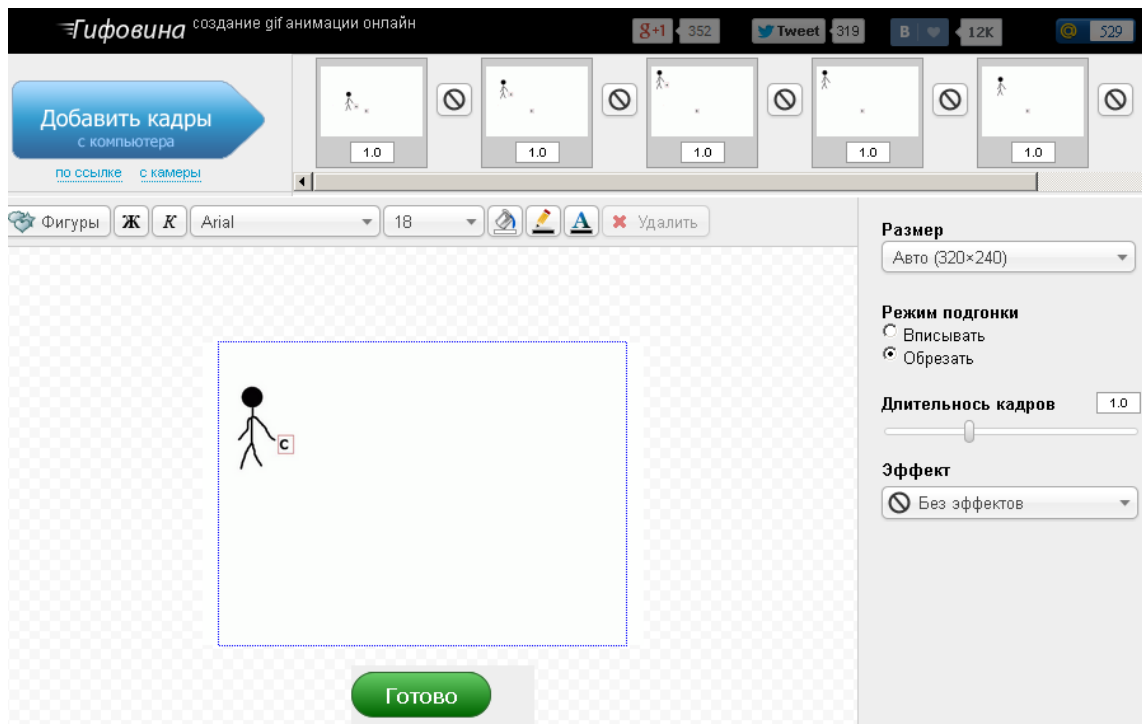 Гифовина создание gif анимации онлайн
g+1 352 Tweet 319 В 12K @ 529
Добавить кадры
с компьютера
по ссылке с камеры
1.0 1.0 1.0 1.0 1.0
Фигуры Ж К Arial 18 А Удалить
Размер
Авто (320×240)
Режим подгонки
Вписывать
Обрезать
Длительнось кадров 1.0
Эффект
Без эффектов
С
Готово